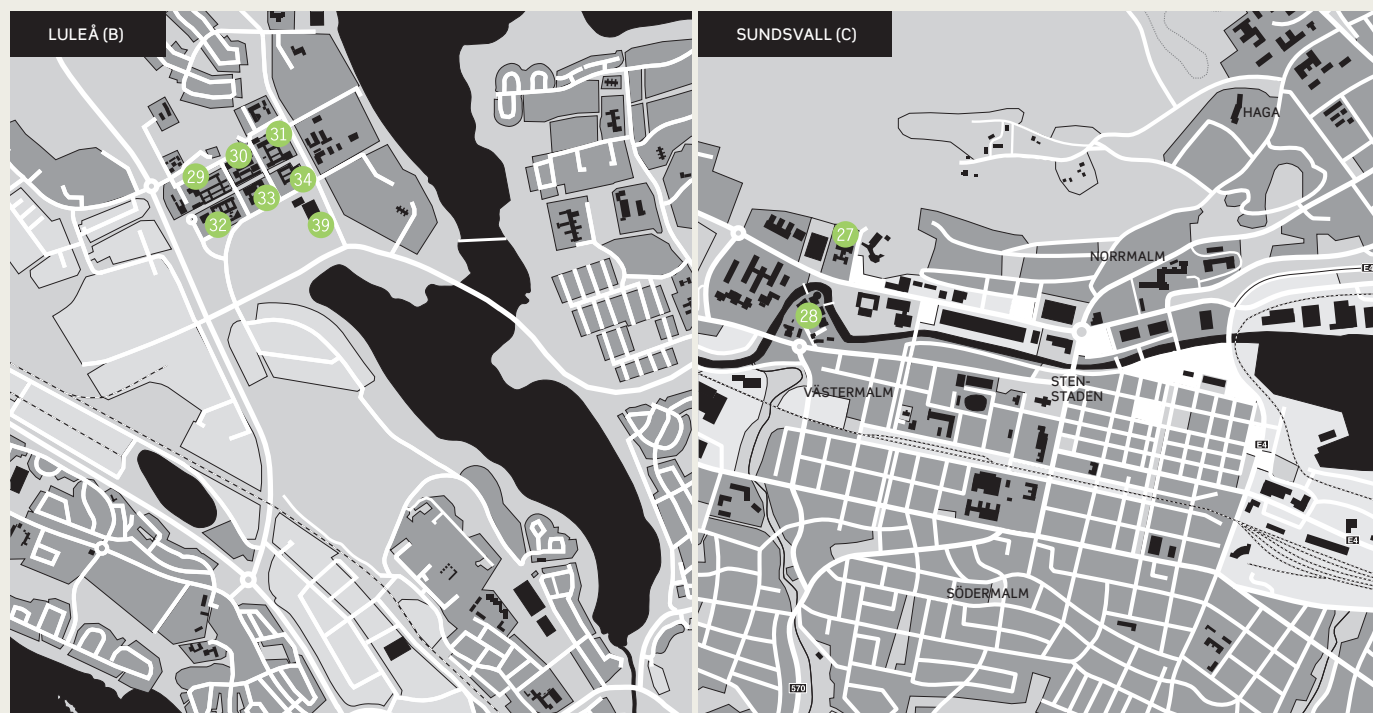 LULEÅ (B)
31
30
29
34
33
32
39
SUNDSVALL (C)
HAGA
27
NORRMALM
E4
28
STEN-
STADEN
VÄSTERMALM
E4
E4
SÖDERMALM
570